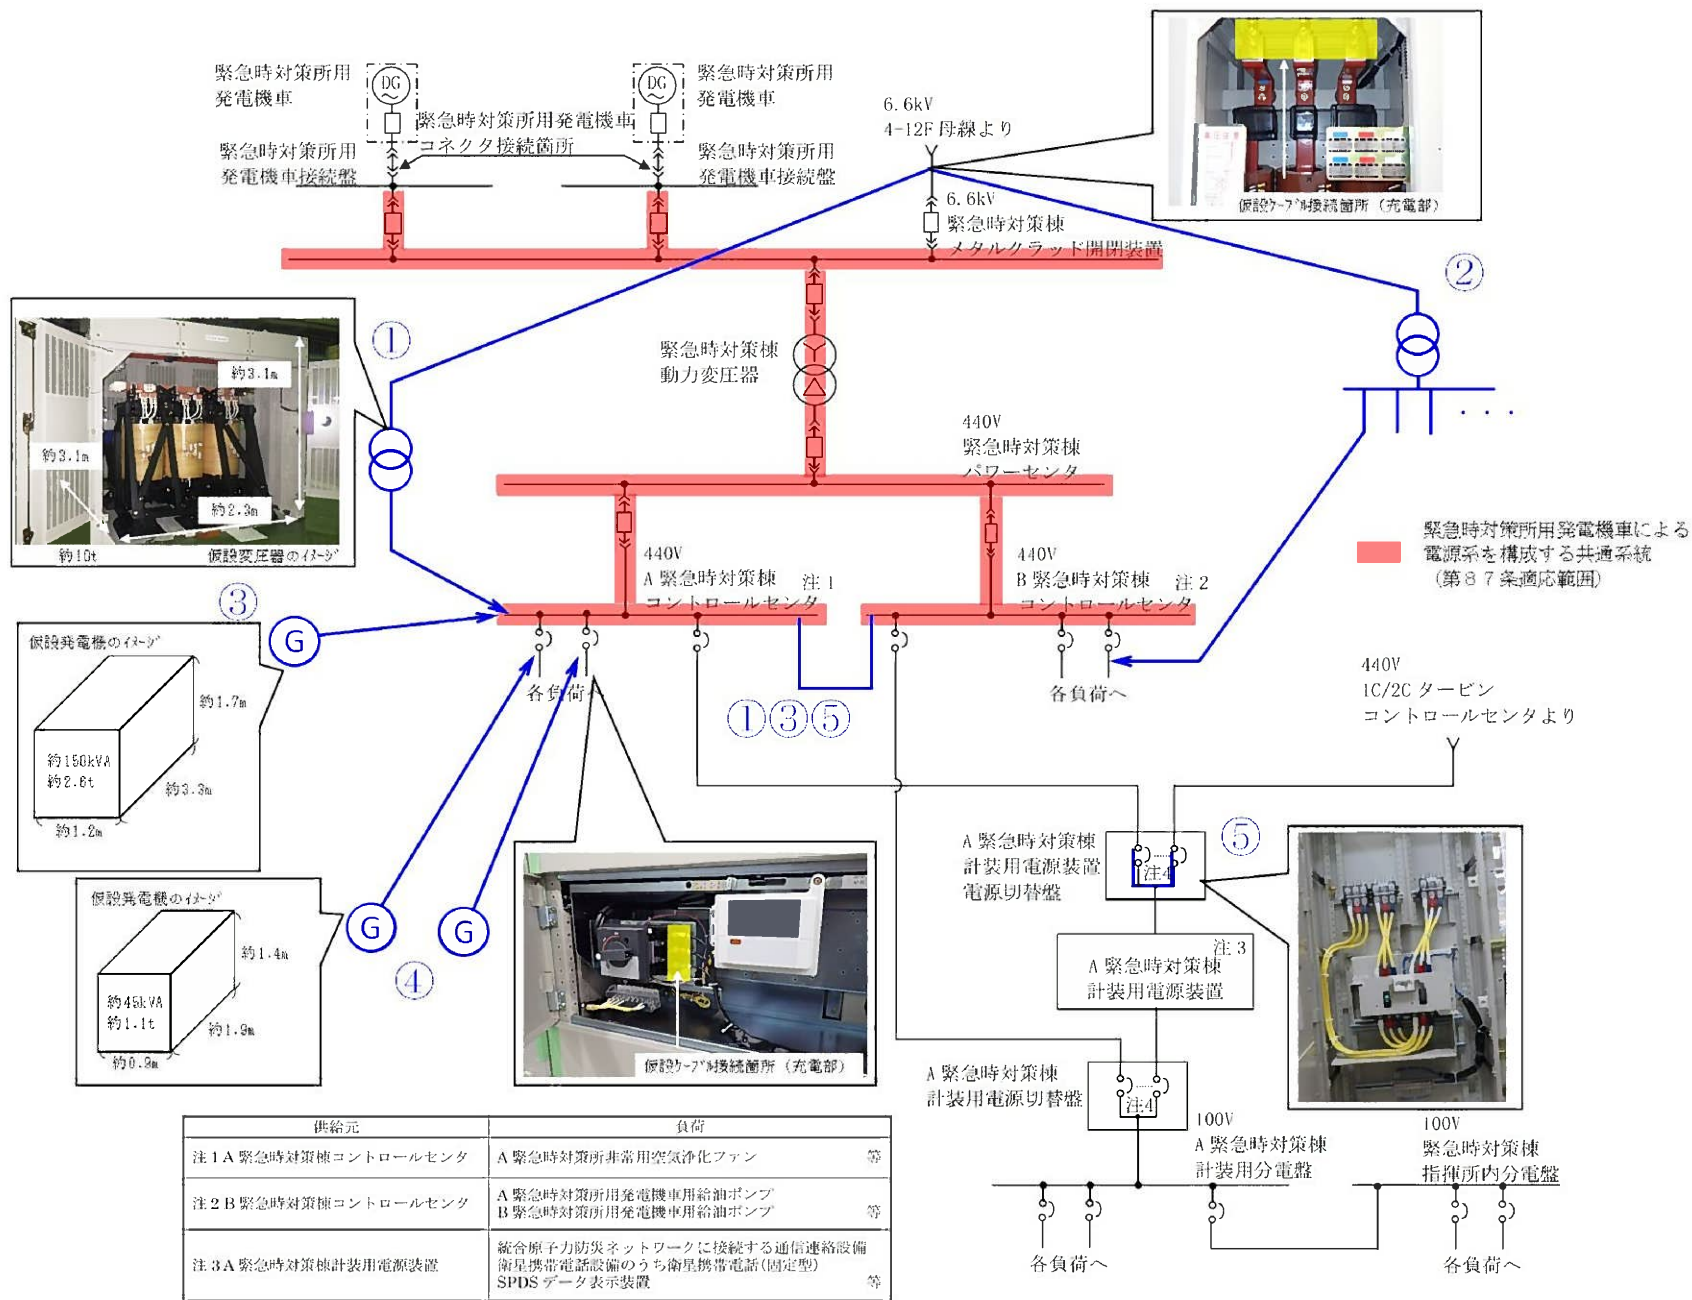 緊急時対策所用
発電機車
DG
DG
緊急時対策所用
発電機車
緊急時対策所用発電機車
コネクタ接続箇所
緊急時対策所用
発電機車接続盤
緊急時対策所用
発電機車接続盤
6.6kV
4-12F 母線より
仮設ケーブル接続箇所（充電部）
6.6kV
緊急時対策棟
メタルクラッド開閉装置
①
②
約3.1m
約3.1m
約2.3m
約10t
仮設変圧器のイメージ
緊急時対策棟
動力変圧器
440V
緊急時対策棟
パワーセンタ
緊急時対策所用発電機車による
電源系を構成する共通系統
（第87条適応範囲）
440V
A 緊急時対策棟 注1
コントロールセンタ
440V
B 緊急時対策棟 注2
コントロールセンタ
③
G
仮設発電機のイメージ
約1.7m
約150kVA
約2.6t
約3.3m
約1.2m
各負荷へ
各負荷へ
①③⑤
440V
1C/2C タービン
コントロールセンタより
仮設発電機のイメージ
約1.4m
約45kVA
約1.1t
約1.9m
約0.9m
G
G
④
仮設ケーブル接続箇所（充電部）
A 緊急時対策棟
計装用電源装置
電源切替盤
注4
⑤
注3
A 緊急時対策棟
計装用電源装置
A 緊急時対策棟
計装用電源切替盤
注4
100V
A 緊急時対策棟
計装用分電盤
100V
緊急時対策棟
指揮所内分電盤
各負荷へ
各負荷へ
供給元 負荷
注1 A 緊急時対策棟コントロールセンタ A 緊急時対策所非常用空気浄化ファン 等
注2 B 緊急時対策棟コントロールセンタ A 緊急時対策所用発電機車用給油ポンプ
B 緊急時対策所用発電機車用給油ポンプ 等
注3 A 緊急時対策棟計装用電源装置 統合原子力防災ネットワークに接続する通信連絡設備
衛星携帯電話設備のうち衛星携帯電話(固定型)
SPDS データ表示装置 等